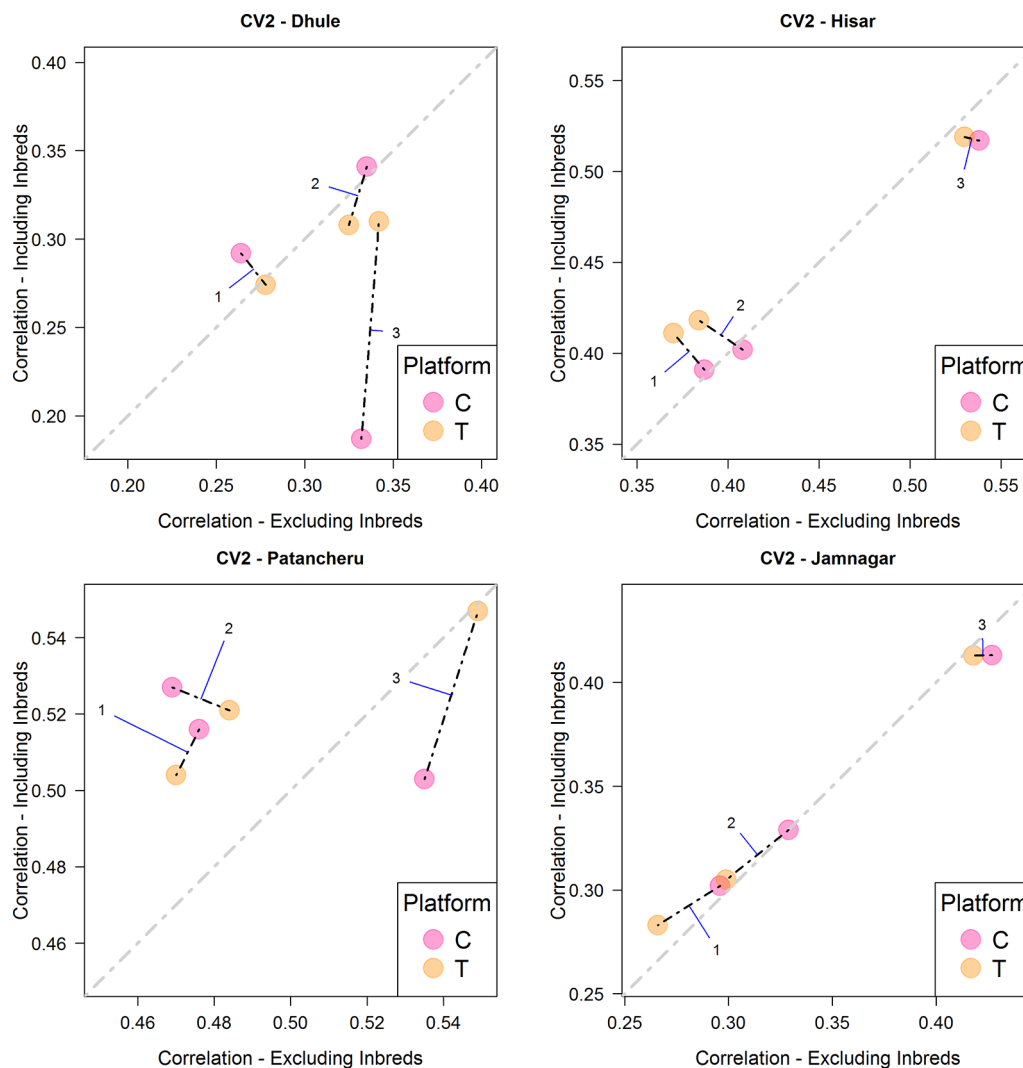 CV2 - Dhule
Correlation - Including Inbreds
0.40
0.35
0.30
0.25
0.20
2
1
3
Platform
C
T
0.20 0.25 0.30 0.35 0.40
Correlation - Excluding Inbreds
CV2 - Hisar
Correlation - Including Inbreds
0.55
0.50
0.45
0.40
0.35
3
2
1
Platform
C
T
0.35 0.40 0.45 0.50 0.55
Correlation - Excluding Inbreds
CV2 - Patancheru
Correlation - Including Inbreds
0.54
0.52
0.50
0.48
0.46
2
3
1
Platform
C
T
0.46 0.48 0.50 0.52 0.54
Correlation - Excluding Inbreds
CV2 - Jamnagar
Correlation - Including Inbreds
0.40
0.35
0.30
0.25
3
2
1
Platform
C
T
0.25 0.30 0.35 0.40
Correlation - Excluding Inbreds